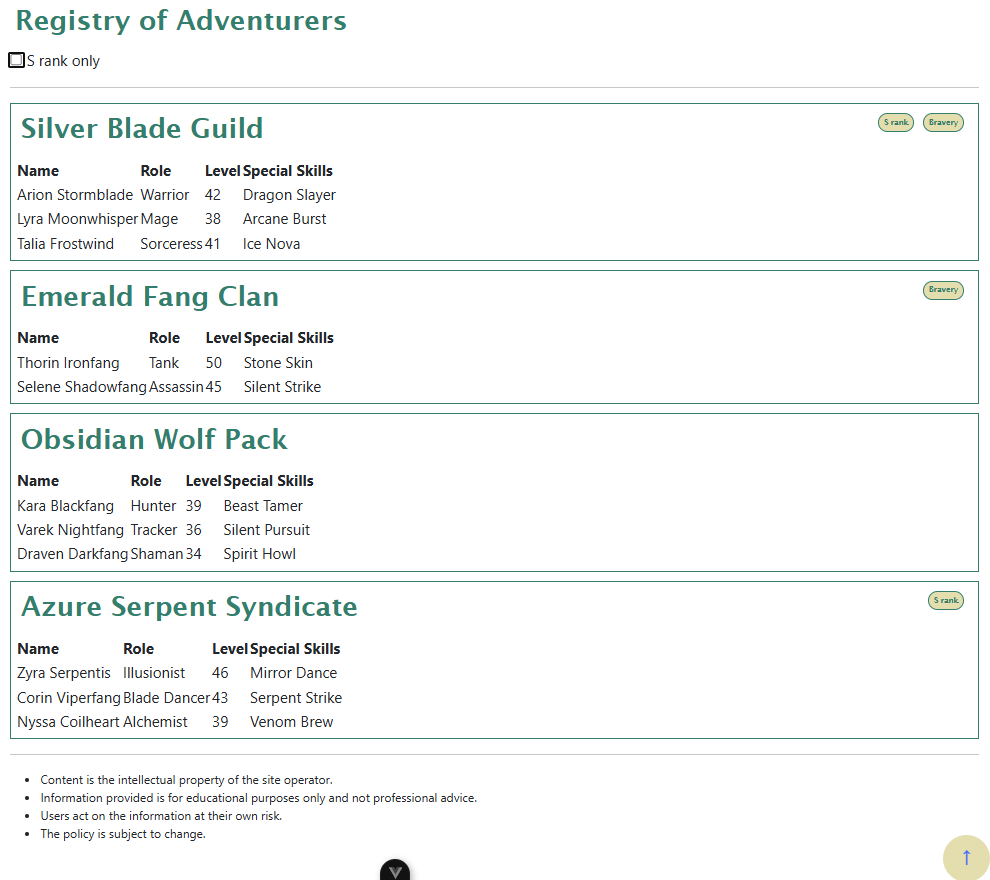 Registry of Adventurers
S rank only
Silver Blade Guild S rank Bravery
Name Role Level Special Skills
Arion Stormblade Warrior 42 Dragon Slayer
Lyra Moonwhisper Mage 38 Arcane Burst
Talia Frostwind Sorceress 41 Ice Nova
Emerald Fang Clan Bravery
Name Role Level Special Skills
Thorin Ironfang Tank 50 Stone Skin
Selene Shadowfang Assassin 45 Silent Strike
Obsidian Wolf Pack
Name Role Level Special Skills
Kara Blackfang Hunter 39 Beast Tamer
Varek Nightfang Tracker 36 Silent Pursuit
Draven Darkfang Shaman 34 Spirit Howl
Azure Serpent Syndicate S rank
Name Role Level Special Skills
Zyra Serpentis Illusionist 46 Mirror Dance
Corin Viperfang Blade Dancer 43 Serpent Strike
Nyssa Coilheart Alchemist 39 Venom Brew
• Content is the intellectual property of the site operator.
• Information provided is for educational purposes only and not professional advice.
• Users act on the information at their own risk.
• The policy is subject to change.
↑